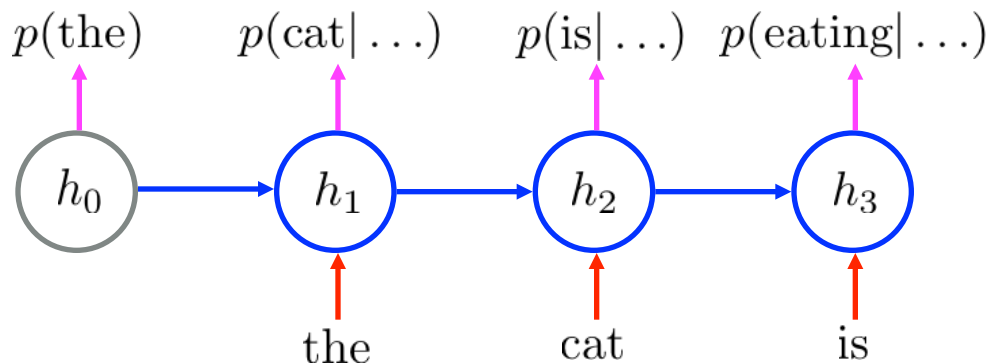 p(the) p(cat| . . .) p(is| . . .) p(eating| . . .)
h₀ h₁ h₂ h₃
the cat is